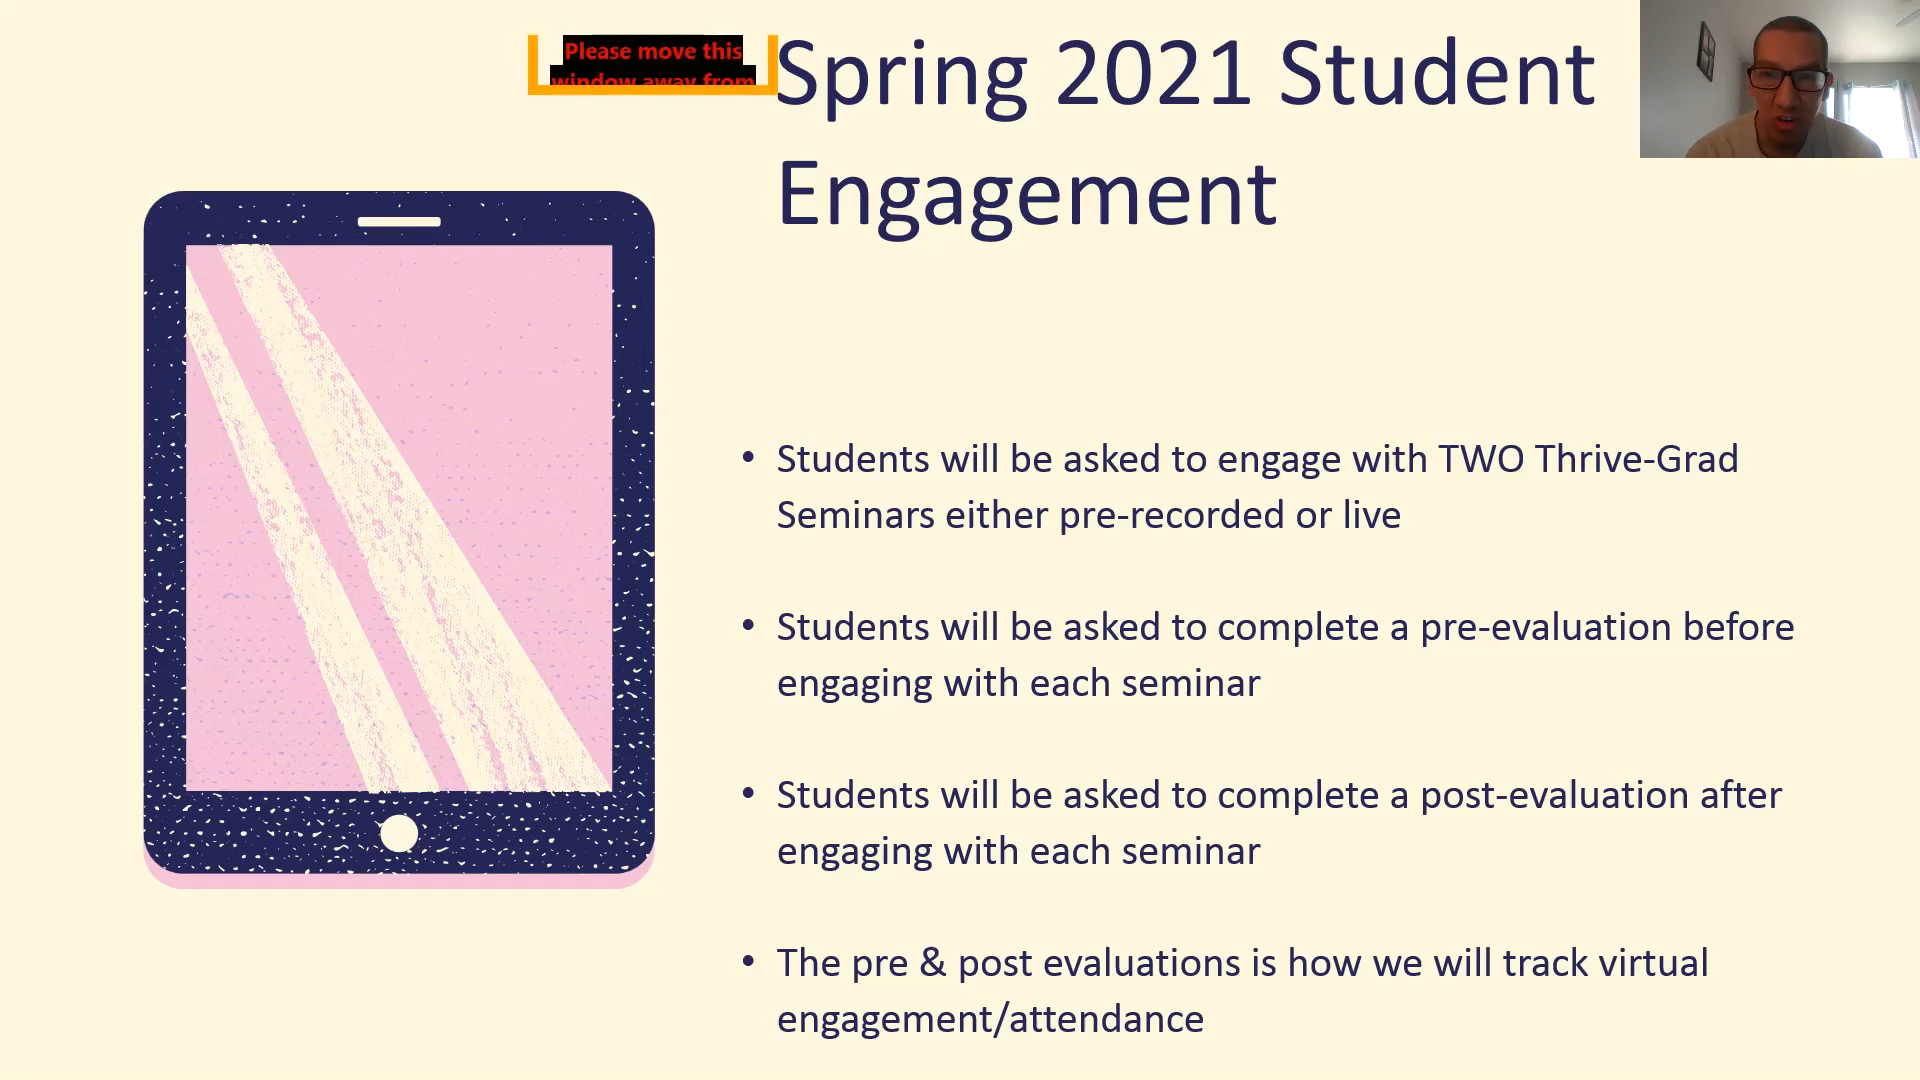 Please move this
window away from
Spring 2021 Student
Engagement
• Students will be asked to engage with TWO Thrive-Grad
Seminars either pre-recorded or live
• Students will be asked to complete a pre-evaluation before
engaging with each seminar
• Students will be asked to complete a post-evaluation after
engaging with each seminar
• The pre & post evaluations is how we will track virtual
engagement/attendance